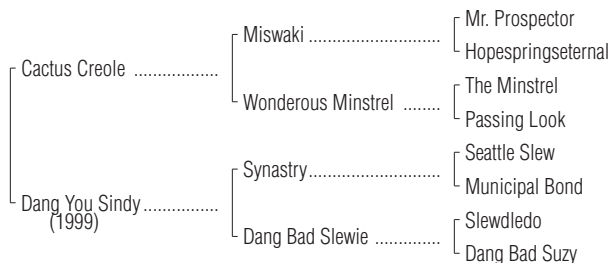 Mr. Prospector
Miswaki ........................................
Hopespringseternal
Cactus Creole .........................
The Minstrel
Wonderous Minstrel ...........
Passing Look
Seattle Slew
Synastry........................................
Municipal Bond
Dang You Sindy .......................
(1999)
Slewdledo
Dang Bad Slewie ...................
Dang Bad Suzy